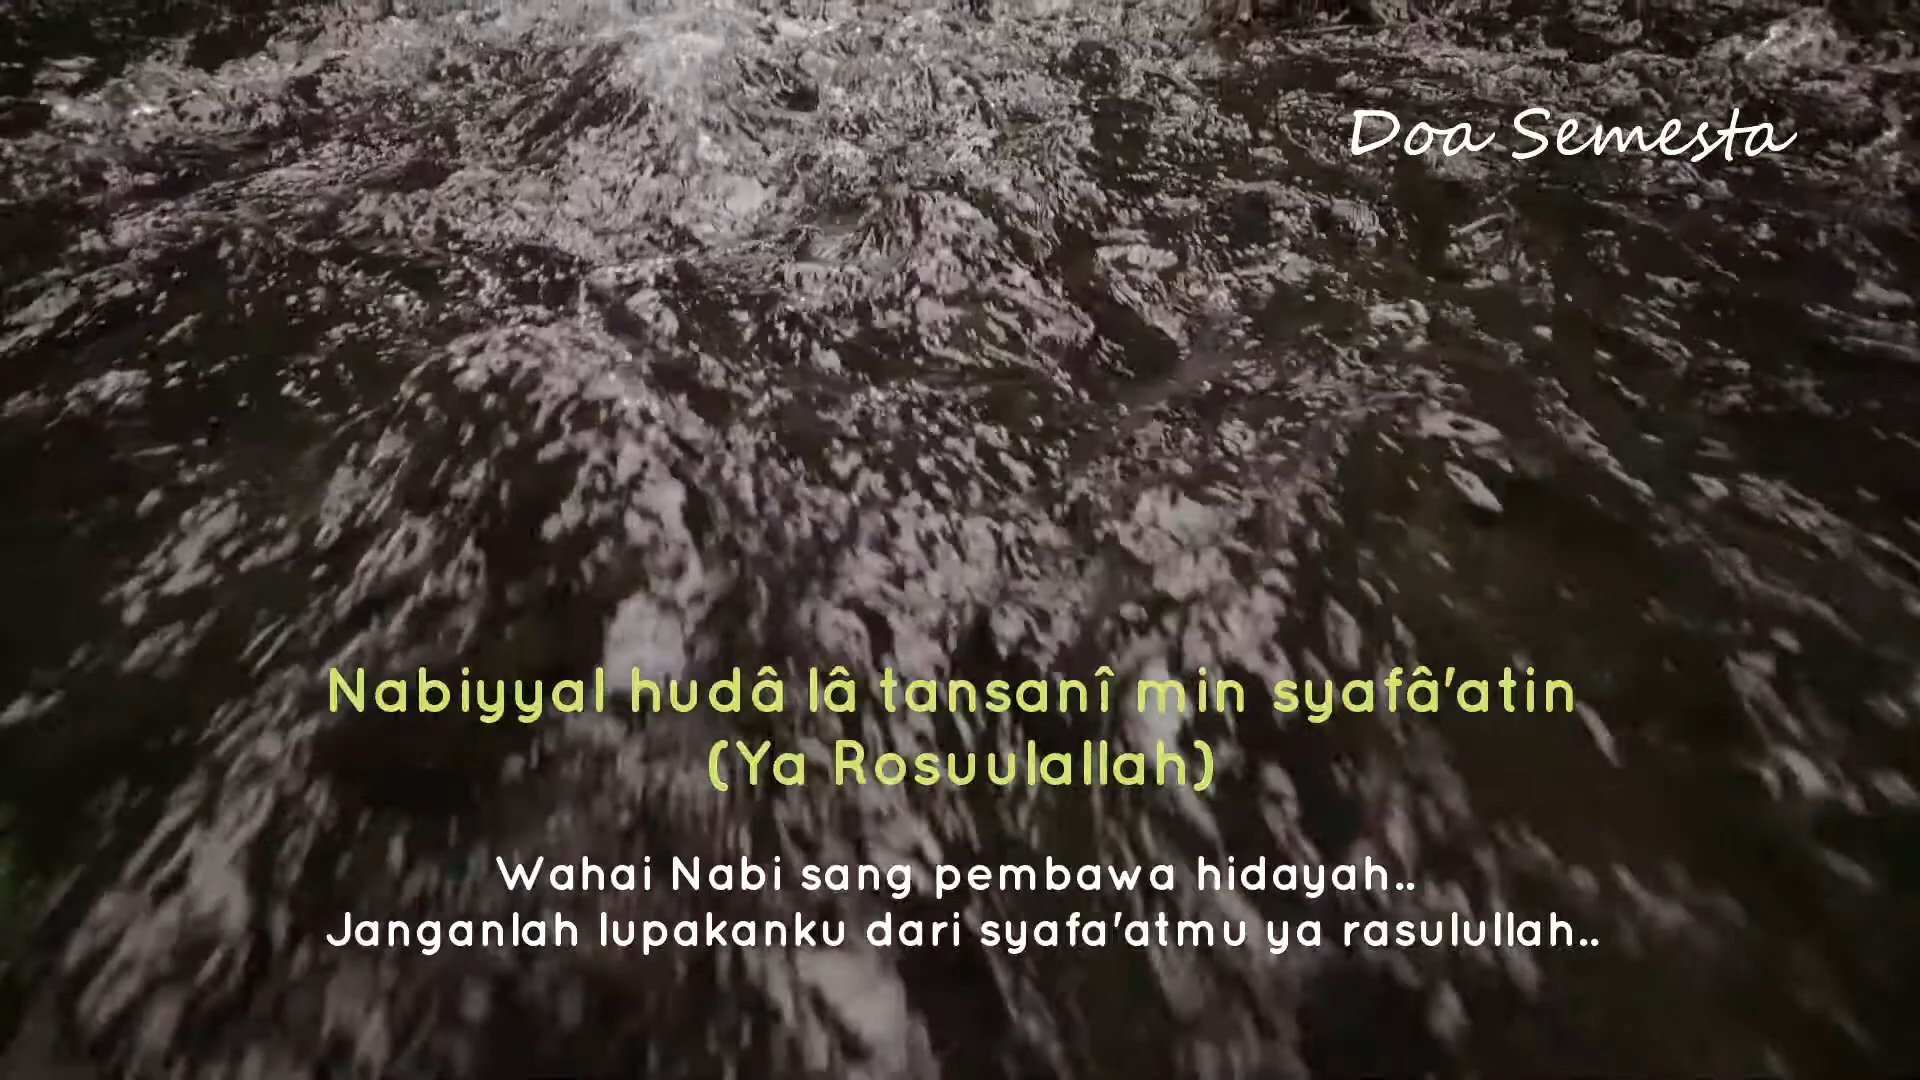 Doa Semesta
Nabiyyal hudâ lâ tansanî min syafâ'atin
(Ya Rosuulallah)
Wahai Nabi sang pembawa hidayah..
Janganlah lupakanku dari syafa'atmu ya rasulullah..